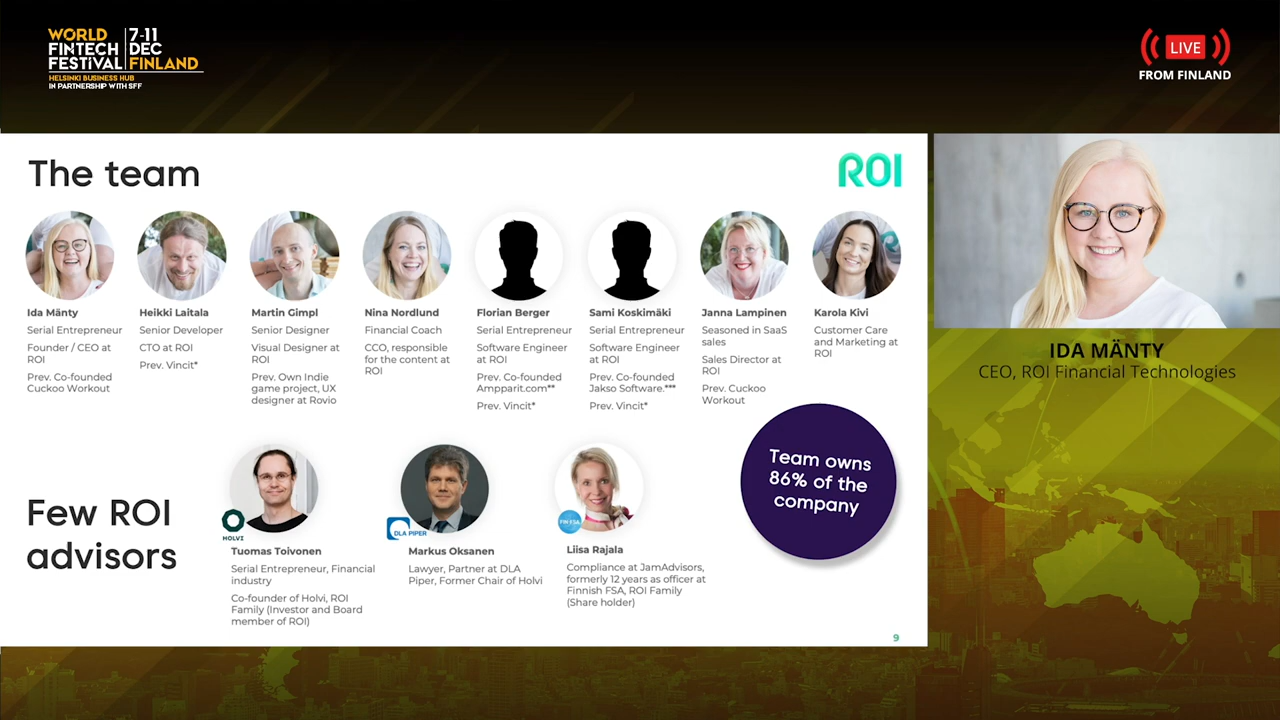 WORLD
FINTECH
FESTIVAL
7-11
DEC
FINLAND
HELSINKI BUSINESS HUB
IN PARTNERSHIP WITH SFF
LIVE
FROM FINLAND
The team
ROI
Ida Mänty
Serial Entrepreneur
Founder / CEO at
ROI
Prev. Co-founded
Cuckoo Workout
Heikki Laitala
Senior Developer
CTO at ROI
Prev. Vincit*
Martin Gimpl
Senior Designer
Visual Designer at
ROI
Prev. Own Indie
game project, UX
designer at Rovio
Nina Nordlund
Financial Coach
CCO, responsible
for the content at
ROI
Florian Berger
Serial Entrepreneur
Software Engineer
at ROI
Prev. Co-founded
Ampparit.com**
Prev. Vincit*
Sami Koskimäki
Serial Entrepreneur
Software Engineer
at ROI
Prev. Co-founded
Jakso Software.***
Prev. Vincit*
Janna Lampinen
Seasoned in SaaS
sales
Sales Director at
ROI
Prev. Cuckoo
Workout
Karola Kivi
Customer Care
and Marketing at
ROI
IDA MÄNTY
CEO, ROI Financial Technologies
Team owns
86% of the
company
Few ROI
advisors
HOLVI
Tuomas Toivonen
Serial Entrepreneur, Financial
industry
Co-founder of Holvi, ROI
Family (Investor and Board
member of ROI)
DLA PIPER
Markus Oksanen
Lawyer, Partner at DLA
Piper, Former Chair of Holvi
FIN-FSA
Liisa Rajala
Compliance at JamAdvisors,
formerly 12 years as officer at
Finnish FSA, ROI Family
(Share holder)
9